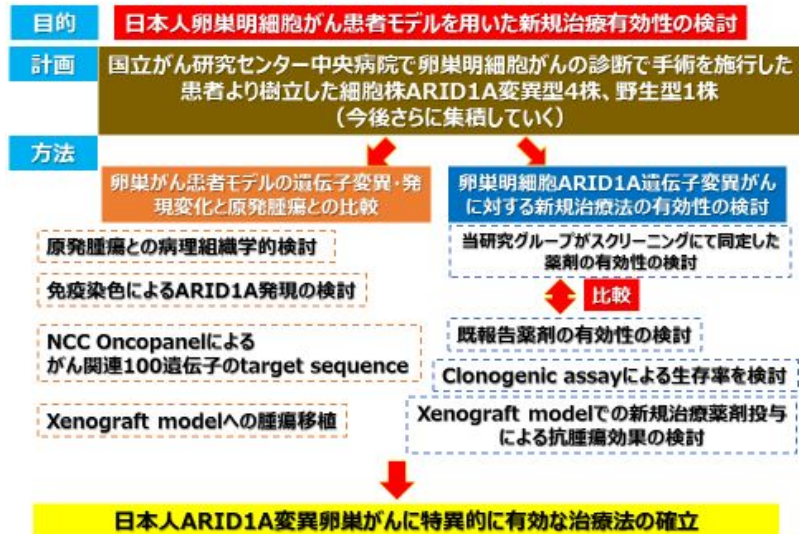 目的
日本人卵巣明細胞がん患者モデルを用いた新規治療有効性の検討
計画
国立がん研究センター中央病院で卵巣明細胞がんの診断で手術を施行した
患者より樹立した細胞株ARID1A変異型4株、野生型1株
（今後さらに集積していく）
方法
卵巣がん患者モデルの遺伝子変異・発
現変化と原発腫瘍との比較
原発腫瘍との病理組織学的検討
免疫染色によるARID1A発現の検討
NCC Oncopanelによる
がん関連100遺伝子のtarget sequence
Xenograft modelへの腫瘍移植
卵巣明細胞ARID1A遺伝子変異がん
に対する新規治療法の有効性の検討
当研究グループがスクリーニングにて同定した
薬剤の有効性の検討
比較
既報告薬剤の有効性の検討
Clonogenic assayによる生存率を検討
Xenograft modelでの新規治療薬剤投与
による抗腫瘍効果の検討
日本人ARID1A変異卵巣がんに特異的に有効な治療法の確立